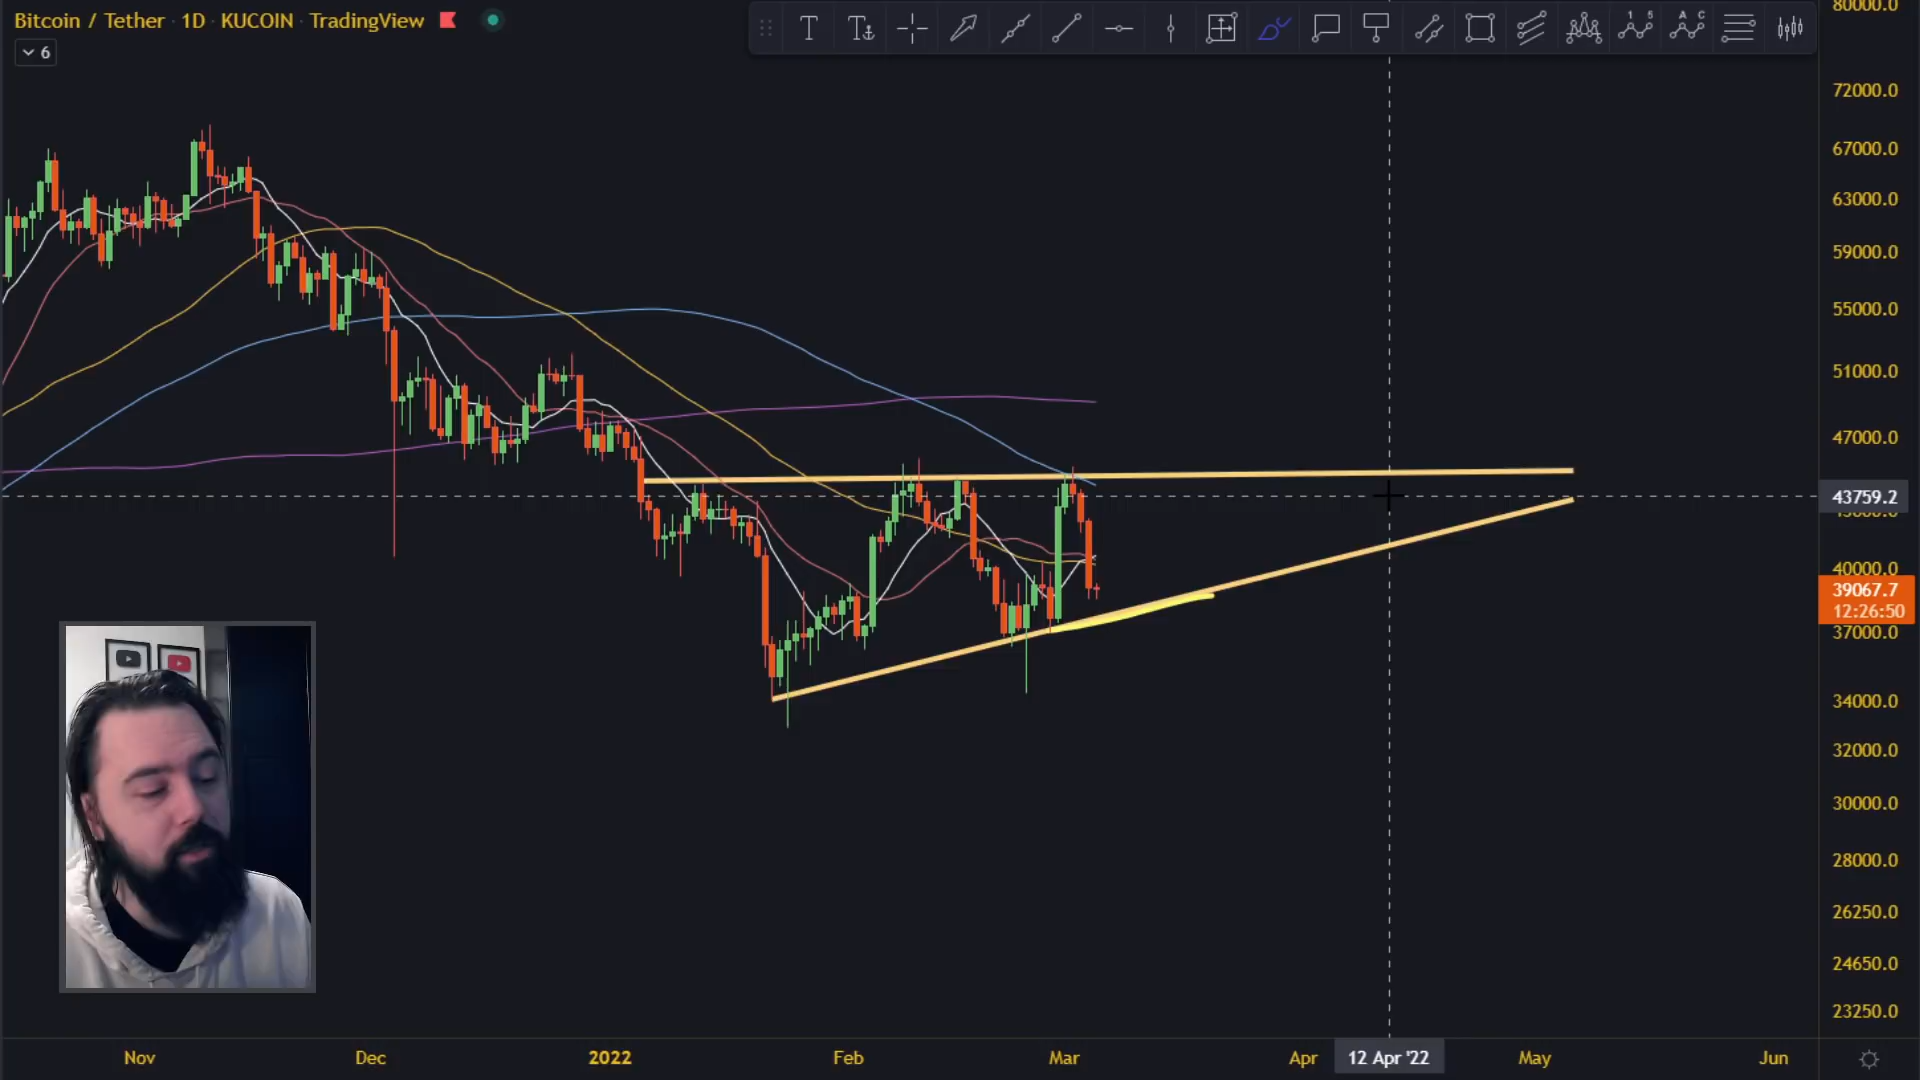 Bitcoin / Tether · 1D · KUCOIN · TradingView
6
80000.0
72000.0
67000.0
63000.0
59000.0
55000.0
51000.0
47000.0
43759.2
40000.0
39067.7
12:26:50
37000.0
34000.0
32000.0
30000.0
28000.0
26250.0
24650.0
23250.0
Nov
Dec
2022
Feb
Mar
Apr
12 Apr '22
May
Jun